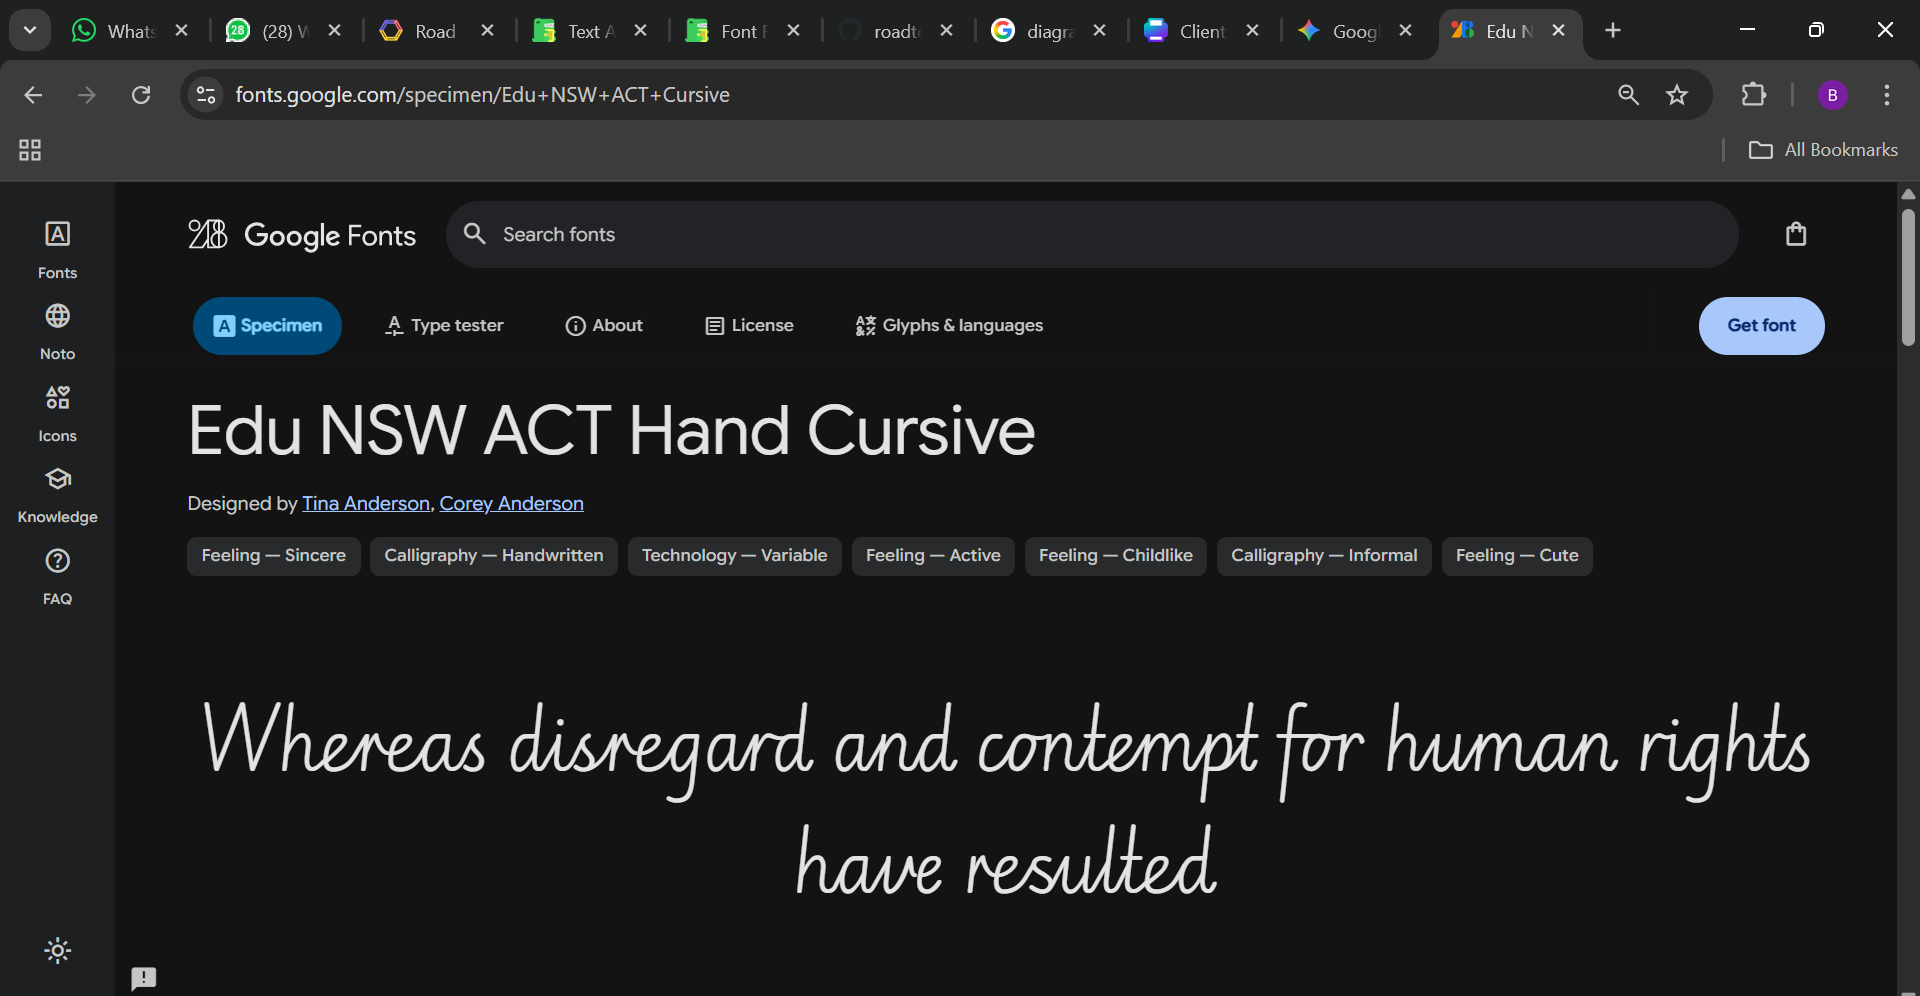 Whats
28
(28) W
Road
Text A
Font F
roadto
diagra
Client
Googl
Edu N
fonts.google.com/specimen/Edu+NSW+ACT+Cursive
B
All Bookmarks
Google Fonts
Search fonts
Fonts
Noto
Icons
Knowledge
FAQ
Specimen
Type tester
About
License
Glyphs & languages
Get font
Edu NSW ACT Hand Cursive
Designed by Tina Anderson, Corey Anderson
Feeling — Sincere
Calligraphy — Handwritten
Technology — Variable
Feeling — Active
Feeling — Childlike
Calligraphy — Informal
Feeling — Cute
Whereas disregard and contempt for human rights
have resulted